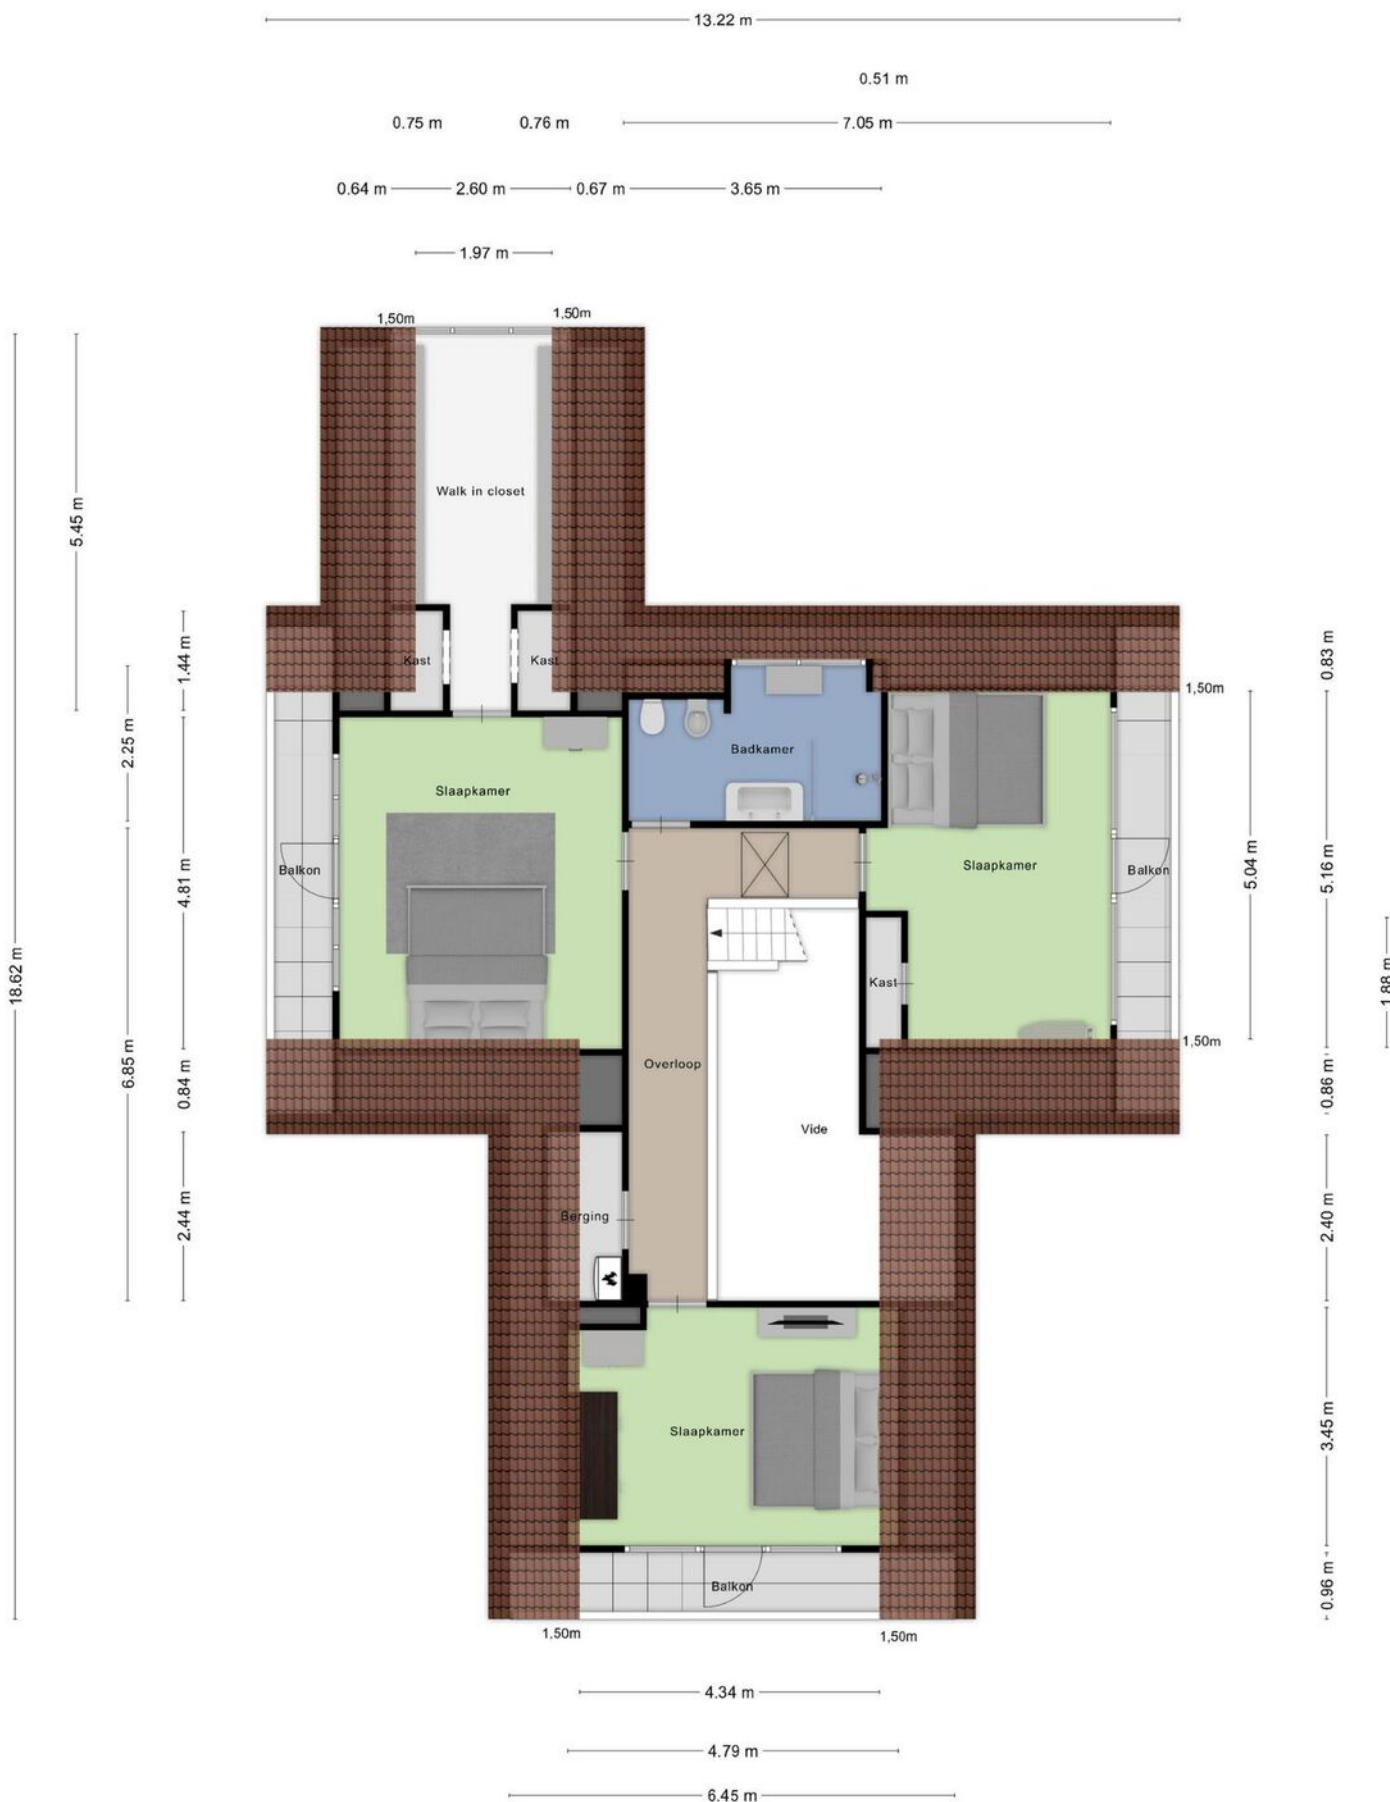 13.22 m
0.51 m
0.75 m
0.76 m
7.05 m
0.64 m
2.60 m
0.67 m
3.65 m
1.97 m
1,50m
1,50m
Walk in closet
5.45 m
Kast
Kast
1.44 m
0.83 m
1,50m
2.25 m
Badkamer
Slaapkamer
Balkon
4.81 m
Slaapkamer
Balkon
5.04 m
5.16 m
18.62 m
Kast
1.88 m
1,50m
6.85 m
0.84 m
Overloop
0.86 m
Vide
2.44 m
Berging
2.40 m
Slaapkamer
3.45 m
Balkon
0.96 m
1,50m
1,50m
4.34 m
4.79 m
6.45 m